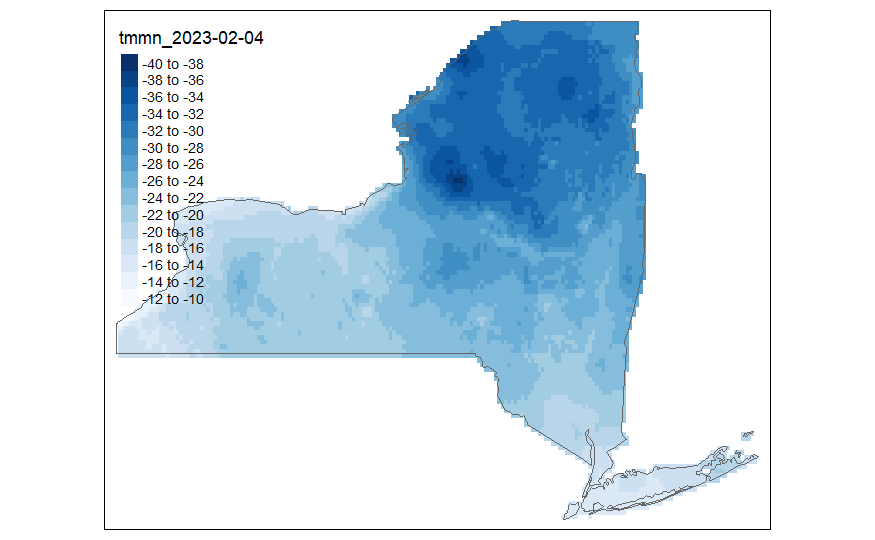 tmmn_2023-02-04
-40 to -38
-38 to -36
-36 to -34
-34 to -32
-32 to -30
-30 to -28
-28 to -26
-26 to -24
-24 to -22
-22 to -20
-20 to -18
-18 to -16
-16 to -14
-14 to -12
-12 to -10